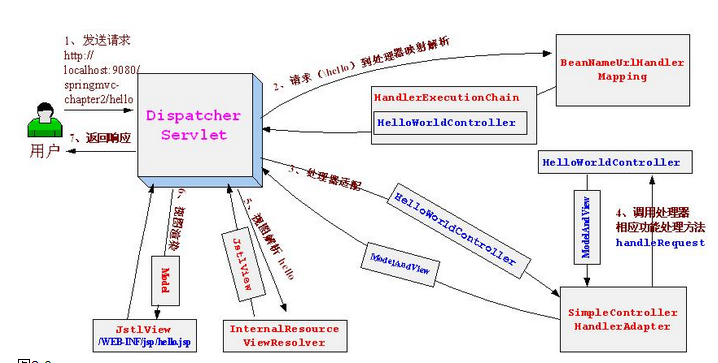 1、发送请求
http://
localhost:9080/
springmvc-
chapter2/hello
用户
7、返回响应
Dispatcher
Servlet
2、请求（\hello）到处理器映射解析
BeanNameUrlHandler
Mapping
HandlerExecutionChain
HelloWorldController
3、处理器适配
HelloWorldController
ModelAndView
HelloWorldController
ModelAndView
4、调用处理器
相应功能处理方法
handleRequest
SimpleController
HandlerAdapter
5、视图解析 hello
JstlView
InternalResource
ViewResolver
6、视图渲染
Model
JstlView
/WEB-INF/jsp/hello.jsp